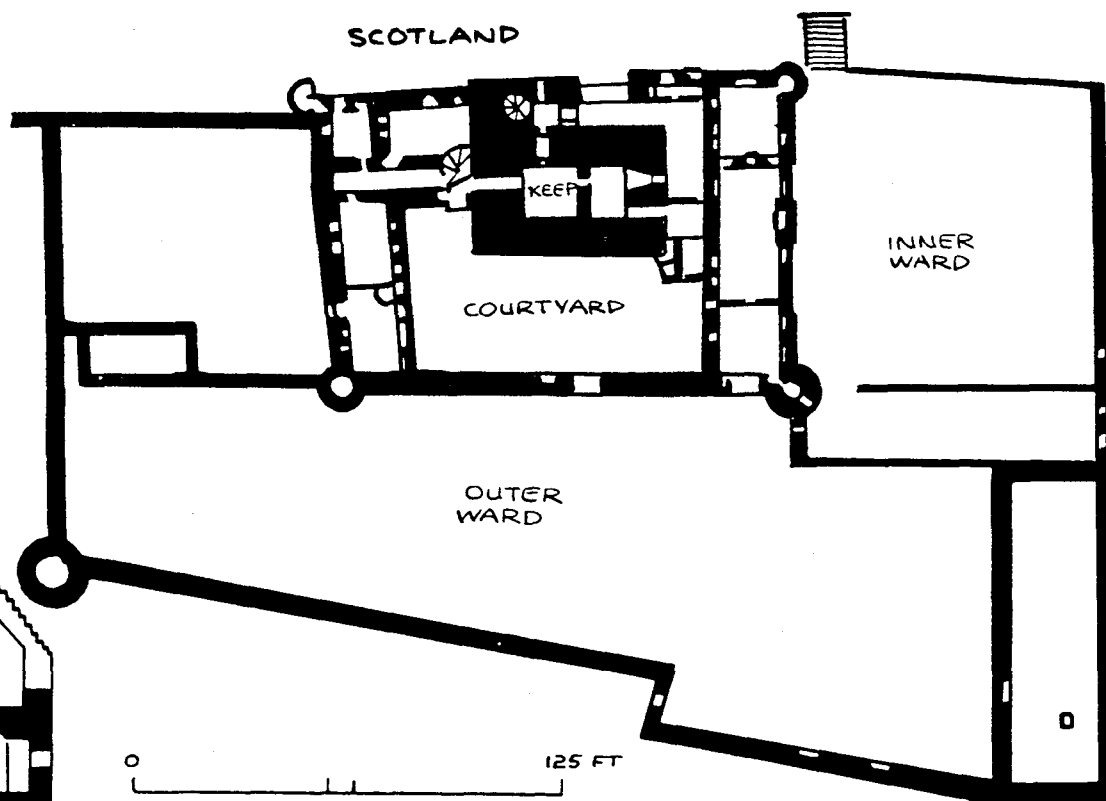 SCOTLAND
KEEP
INNER
WARD
COURTYARD
OUTER
WARD
0 125 FT